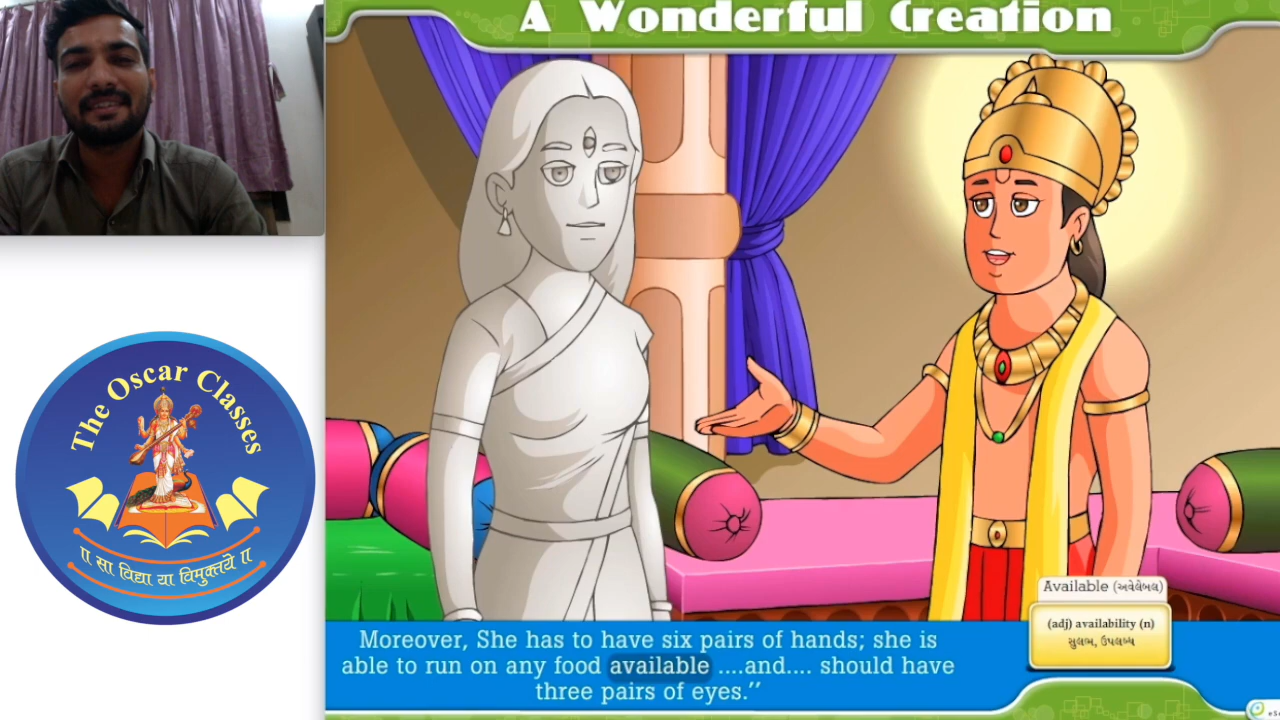 A Wonderful Creation
The Oscar Classes
॥ सा विद्या या विमुक्तये ॥
Available (અવેલેબલ)
(adj) availability (n)
સુલભ, ઉપલબ્ધ
Moreover, She has to have six pairs of hands; she is
able to run on any food available ....and.... should have
three pairs of eyes.”